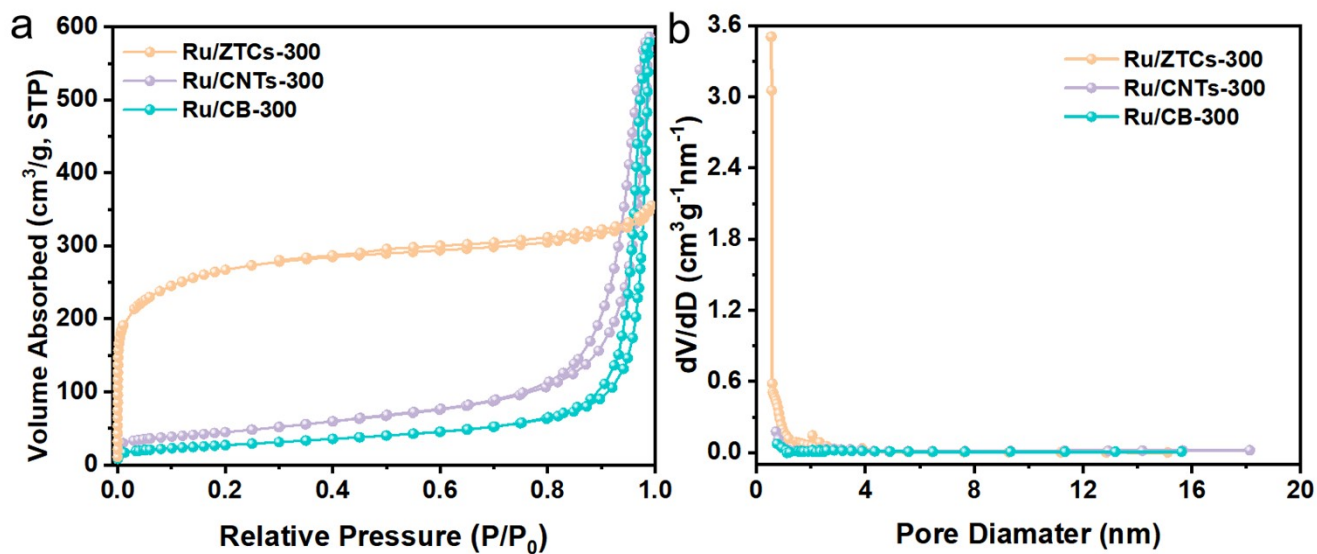 a
600
500
400
300
200
100
0
Volume Absorbed (cm³/g, STP)
Ru/ZTCs-300
Ru/CNTs-300
Ru/CB-300
0.0 0.2 0.4 0.6 0.8 1.0
Relative Pressure (P/P₀)
b
3.6
3.0
2.4
1.8
1.2
0.6
0.0
dV/dD (cm³g⁻¹nm⁻¹)
Ru/ZTCs-300
Ru/CNTs-300
Ru/CB-300
0 4 8 12 16 20
Pore Diamater (nm)